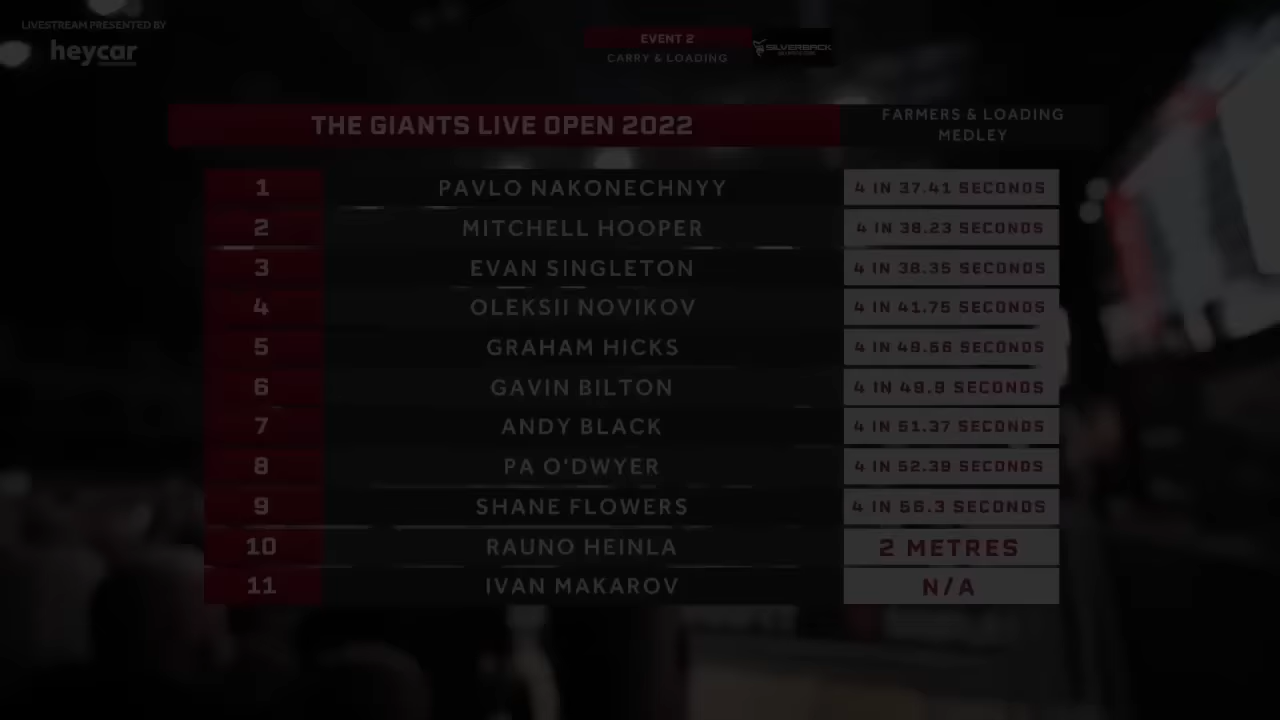 LIVESTREAM PRESENTED BY
heycar
EVENT 2
CARRY & LOADING
SILVERBACK
THE GIANTS LIVE OPEN 2022
FARMERS & LOADING
MEDLEY
1 PAVLO NAKONECHNYY 4 IN 37.41 SECONDS
2 MITCHELL HOOPER 4 IN 38.23 SECONDS
3 EVAN SINGLETON 4 IN 38.35 SECONDS
4 OLEKSII NOVIKOV 4 IN 41.75 SECONDS
5 GRAHAM HICKS 4 IN 49.56 SECONDS
6 GAVIN BILTON 4 IN 49.9 SECONDS
7 ANDY BLACK 4 IN 51.37 SECONDS
8 PA O'DWYER 4 IN 52.39 SECONDS
9 SHANE FLOWERS 4 IN 56.3 SECONDS
10 RAUNO HEINLA 2 METRES
11 IVAN MAKAROV N/A